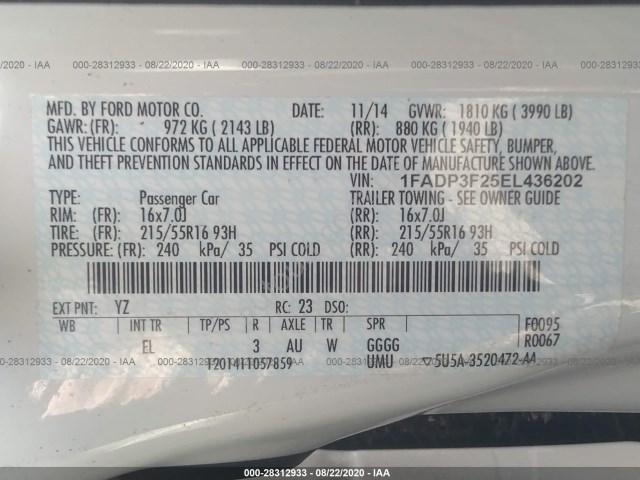 8/22/2020 - IAA 000-28312933 - 08/22/2020 - IAA 000-28312933 - 08/22/2020 - IAA 000-28312933 - 08/22/
MFD. BY FORD MOTOR CO. DATE: 11/14 GVWR: 1810 KG ( 3990 LB)
GAWR: (FR): 972 KG ( 2143 LB) (RR): 880 KG ( 1940 LB)
THIS VEHICLE CONFORMS TO ALL APPLICABLE FEDERAL MOTOR VEHICLE SAFETY, BUMPER,
AND THEFT PREVENTION STANDARDS IN EFFECT ON THE DATE OF MANUFACTURE SHOWN ABOVE.
VIN: 1FADP3F25EL436202
TYPE: Passenger Car TRAILER TOWING - SEE OWNER GUIDE
RIM: (FR): 16x7.0J (RR): 16x7.0J
TIRE: (FR): 215/55R16 93H (RR): 215/55R16 93H
PRESSURE: (FR): 240 kPa/ 35 PSI COLD (RR): 240 kPa/ 35 PSI COLD
EXT PNT: YZ RC: 23 DSO:
WB INT TR TP/PS R AXLE TR SPR F0095
EL 3 AU W GGGG R0067
T20141T057859 UMU ▽5U5A-3520472-AA
000-28312933 - 08/22/2020 - IAA